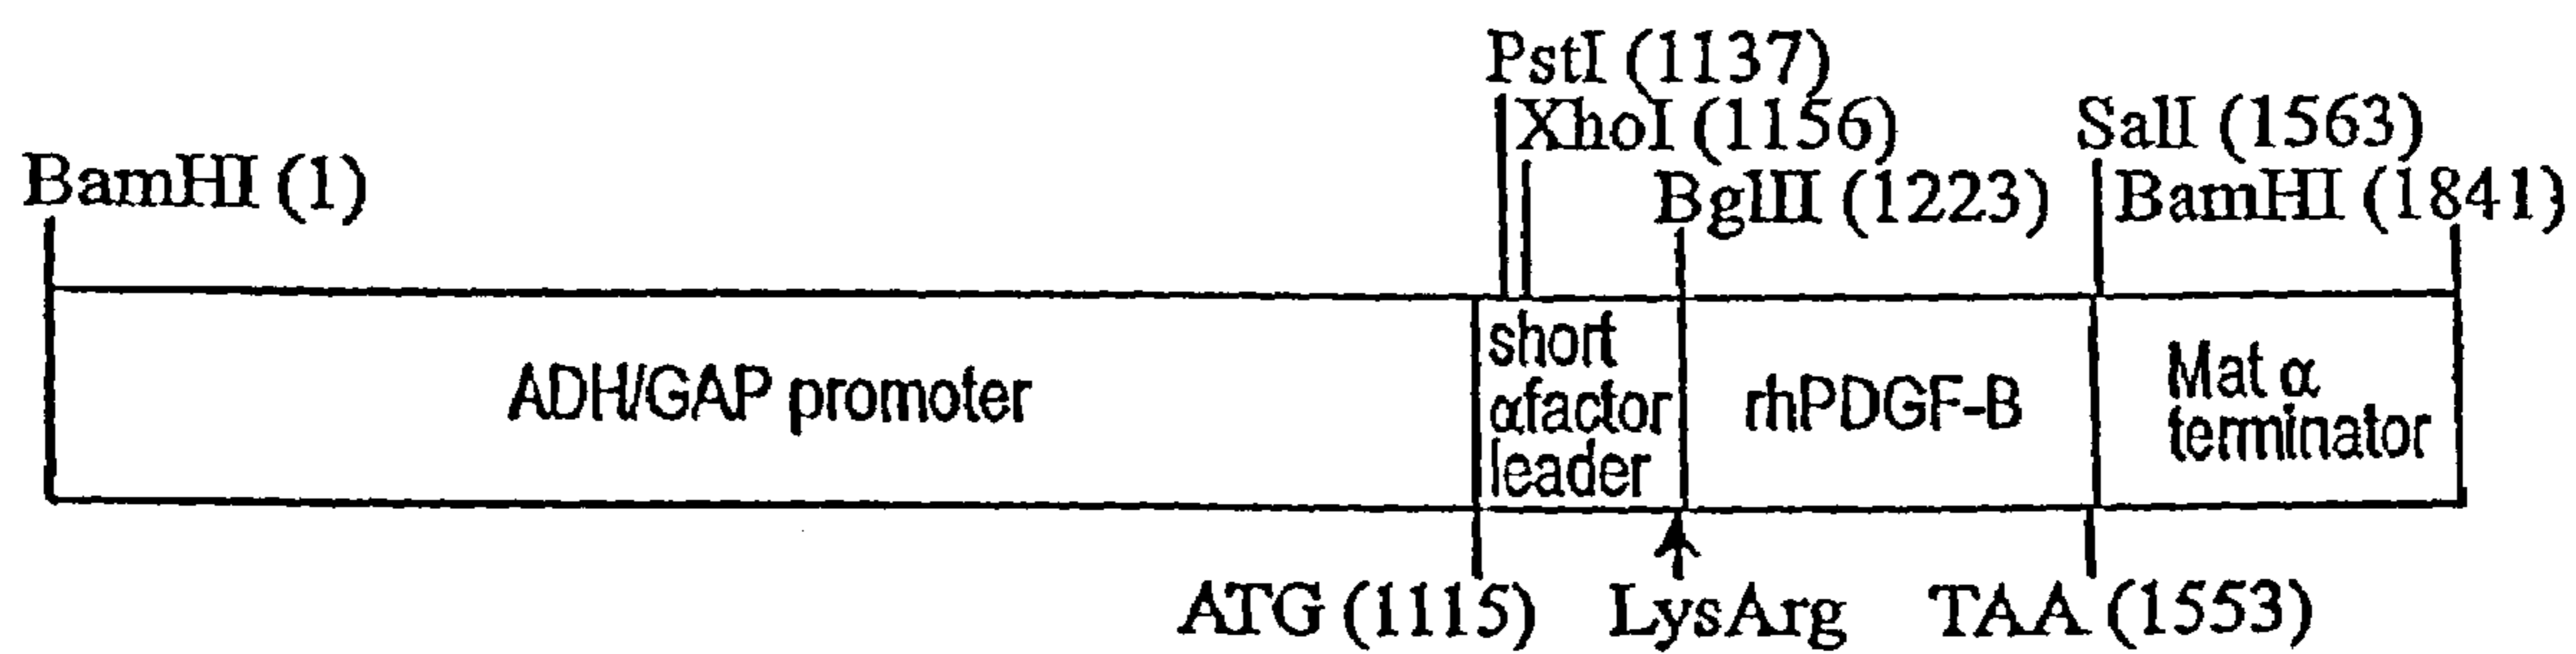 PstI (1137)
XhoI (1156)
SalI (1563)
BamHI (1)
BglII (1223)
BamHI (1841)
ADH/GAP promoter
short
αfactor
leader
rhPDGF-B
Mat α
terminator
ATG (1115)
LysArg
TAA (1553)